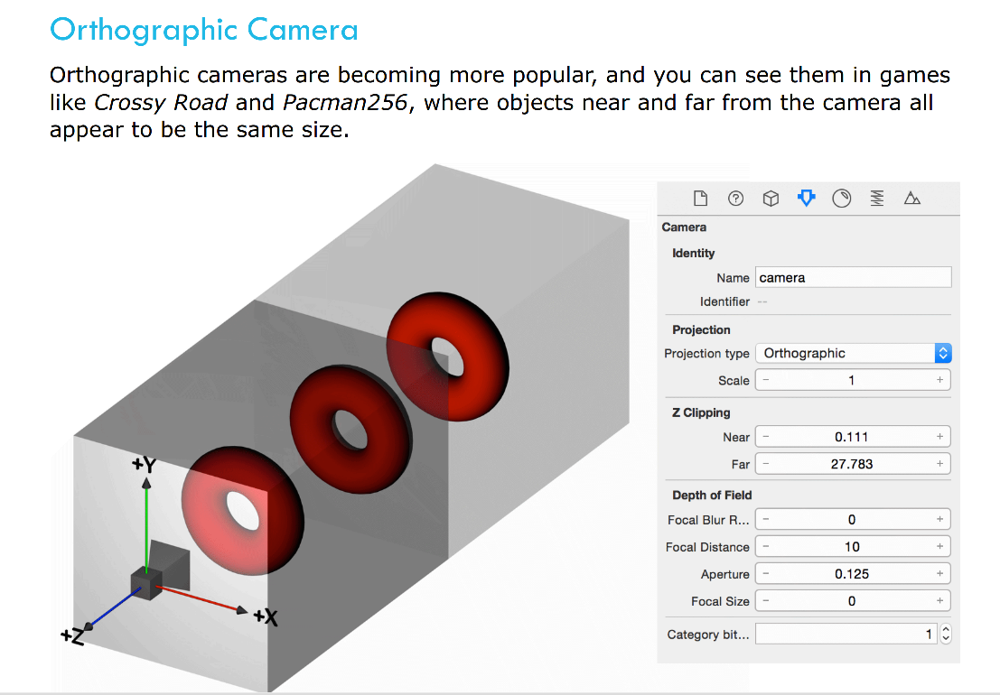 Orthographic Camera
Orthographic cameras are becoming more popular, and you can see them in games
like Crossy Road and Pacman256, where objects near and far from the camera all
appear to be the same size.
+Y
+X
+Z
Camera
Identity
Name camera
Identifier --
Projection
Projection type Orthographic
Scale − 1 +
Z Clipping
Near − 0.111 +
Far − 27.783 +
Depth of Field
Focal Blur R... − 0 +
Focal Distance − 10 +
Aperture − 0.125 +
Focal Size − 0 +
Category bit... 1